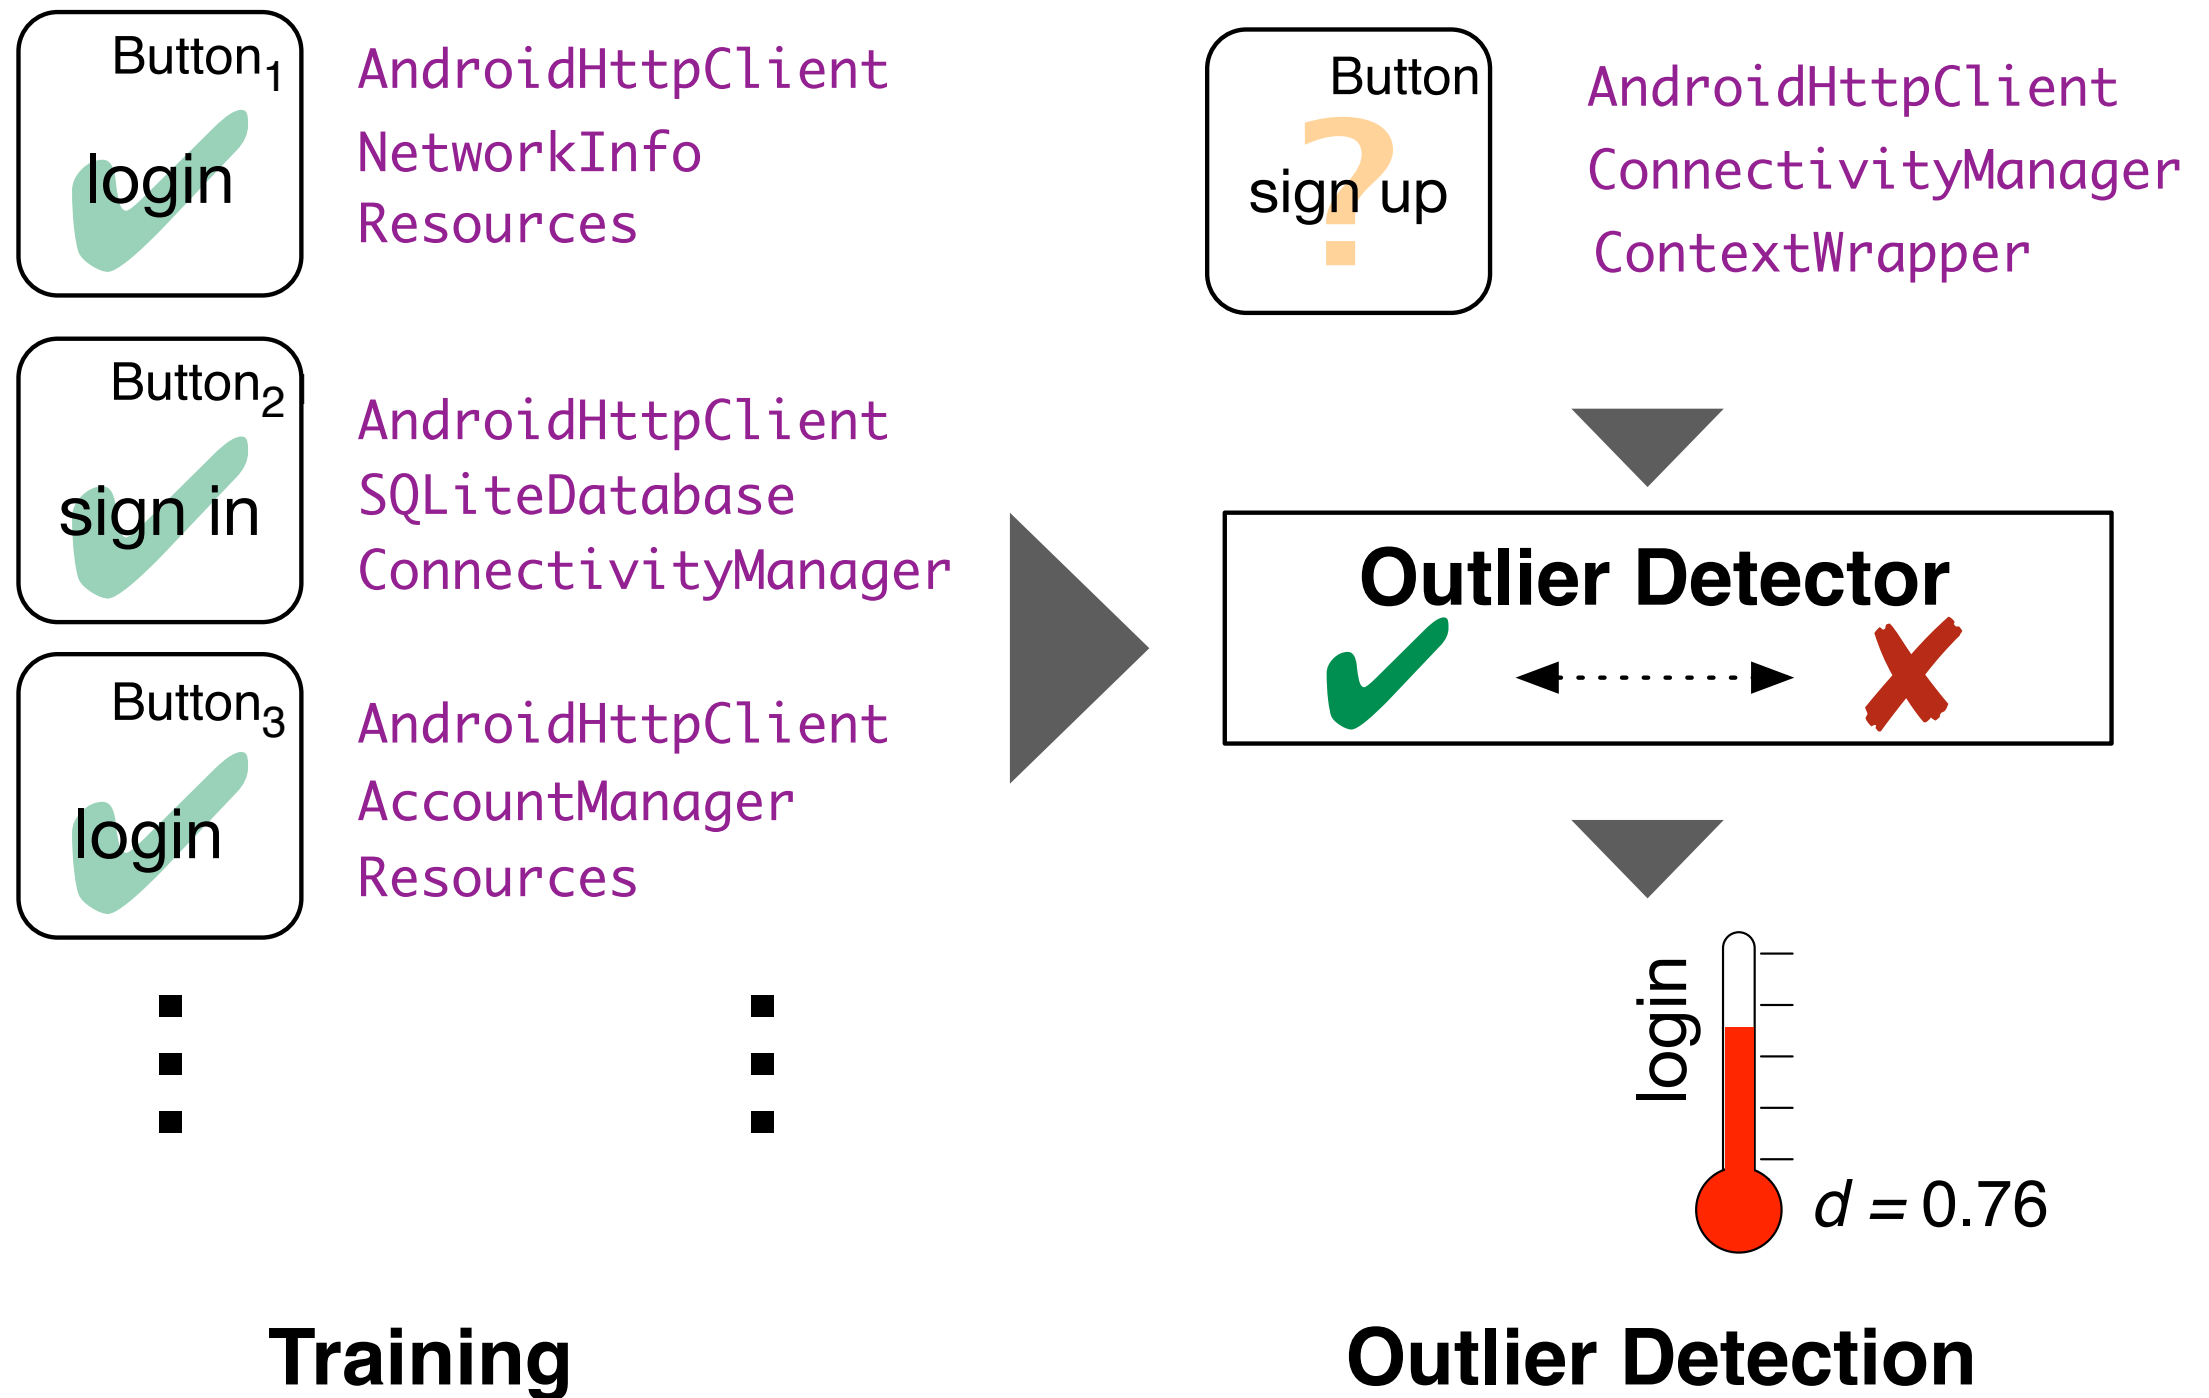 Button1
login
AndroidHttpClient
NetworkInfo
Resources
Button2
sign in
AndroidHttpClient
SQLiteDatabase
ConnectivityManager
Button3
login
AndroidHttpClient
AccountManager
Resources
Training
Button
sign up
?
AndroidHttpClient
ConnectivityManager
ContextWrapper
Outlier Detector
login
d = 0.76
Outlier Detection